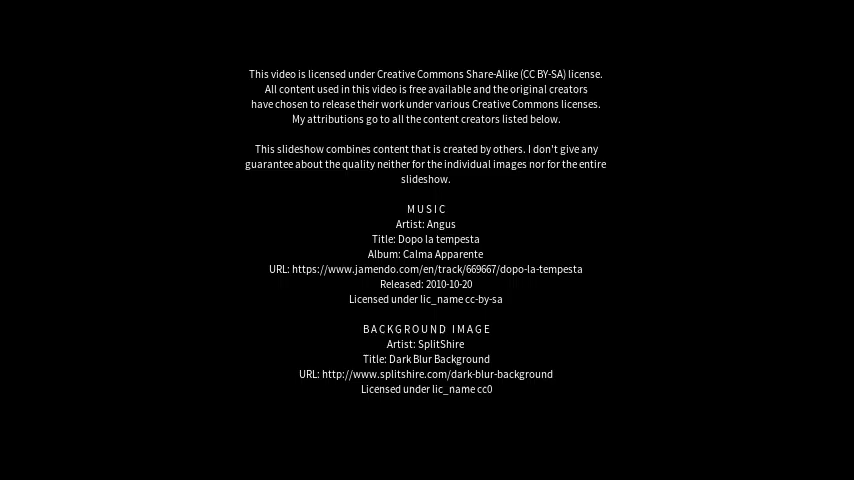 This video is licensed under Creative Commons Share-Alike (CC BY-SA) license.
All content used in this video is free available and the original creators
have chosen to release their work under various Creative Commons licenses.
My attributions go to all the content creators listed below.
This slideshow combines content that is created by others. I don't give any
guarantee about the quality neither for the individual images nor for the entire
slideshow.
MUSIC
Artist: Angus
Title: Dopo la tempesta
Album: Calma Apparente
URL: https://www.jamendo.com/en/track/669667/dopo-la-tempesta
Released: 2010-10-20
Licensed under lic_name cc-by-sa
BACKGROUND IMAGE
Artist: SplitShire
Title: Dark Blur Background
URL: http://www.splitshire.com/dark-blur-background
Licensed under lic_name cc0